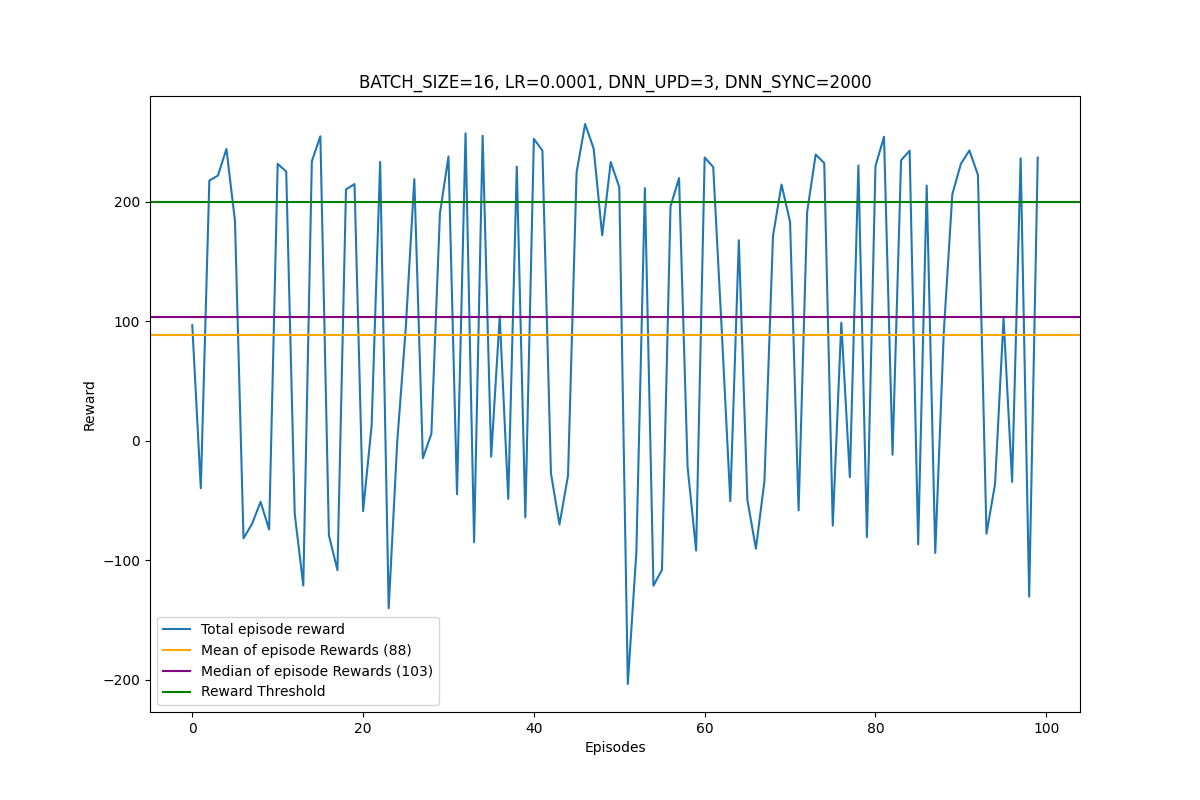 BATCH_SIZE=16, LR=0.0001, DNN_UPD=3, DNN_SYNC=2000
Reward
200
100
0
−100
−200
Total episode reward
Mean of episode Rewards (88)
Median of episode Rewards (103)
Reward Threshold
0 20 40 60 80 100
Episodes